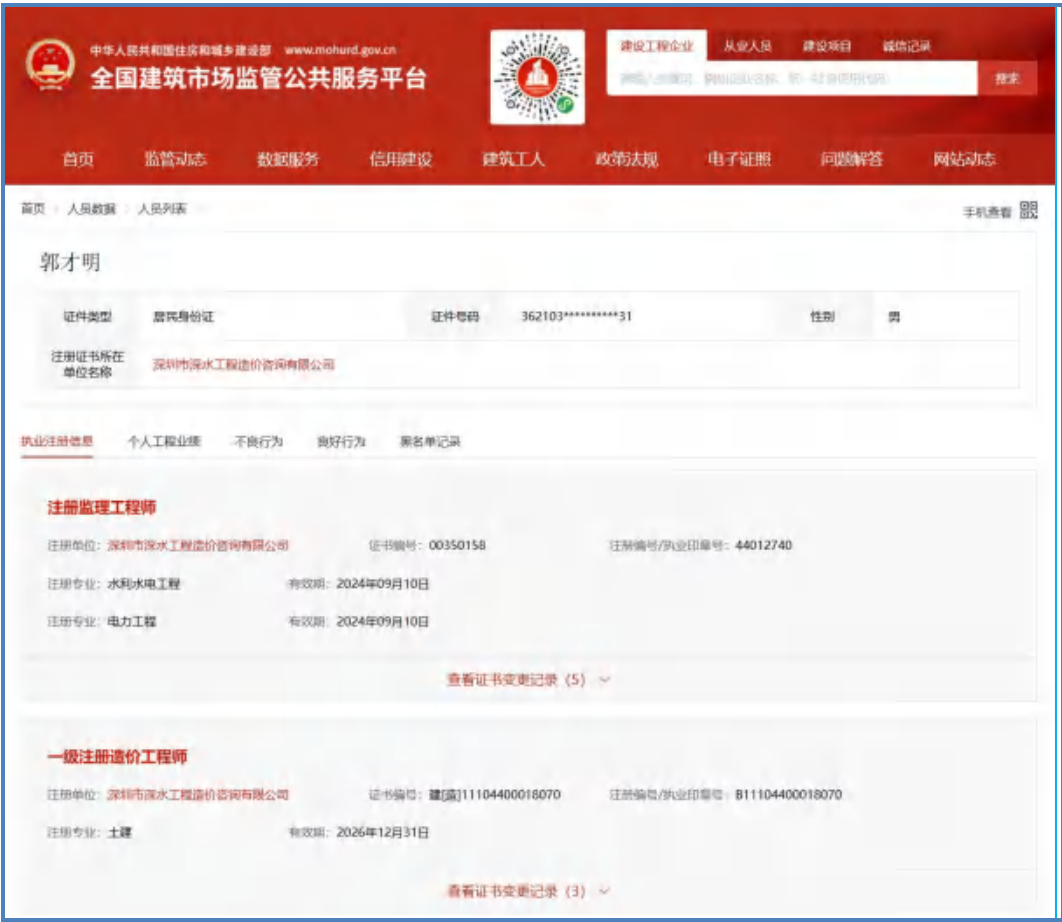 中华人民共和国住房和城乡建设部 www.mohurd.gov.cn
全国建筑市场监管公共服务平台
建设工程企业 从业人员 建设项目 诚信记录
搜索
首页 监管动态 数据服务 信用建设 建筑工人 政策法规 电子证照 问题解答 网站动态
首页 人员数据 人员列表
手机查看
郭才明
证件类型 居民身份证 证件号码 362103**********31 性别 男
注册证书所在
单位名称
深圳市深水工程造价咨询有限公司
执业注册信息 个人工程业绩 不良行为 良好行为 黑名单记录
注册监理工程师
注册单位: 深圳市深水工程造价咨询有限公司 证书编号: 00350158 注册编号/执业印章号: 44012740
注册专业: 水利水电工程 有效期: 2024年09月10日
注册专业: 电力工程 有效期: 2024年09月10日
查看证书变更记录 (5)
一级注册造价工程师
注册单位: 深圳市深水工程造价咨询有限公司 证书编号: 建[造]11104400018070 注册编号/执业印章号: B11104400018070
注册专业: 土建 有效期: 2026年12月31日
查看证书变更记录 (3)